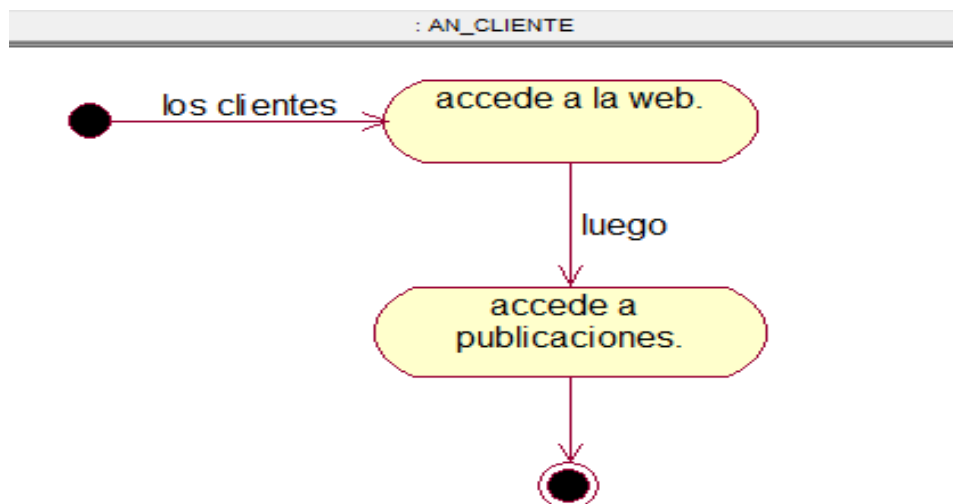 : AN_CLIENTE
los clientes
accede a la web.
luego
accede a
publicaciones.